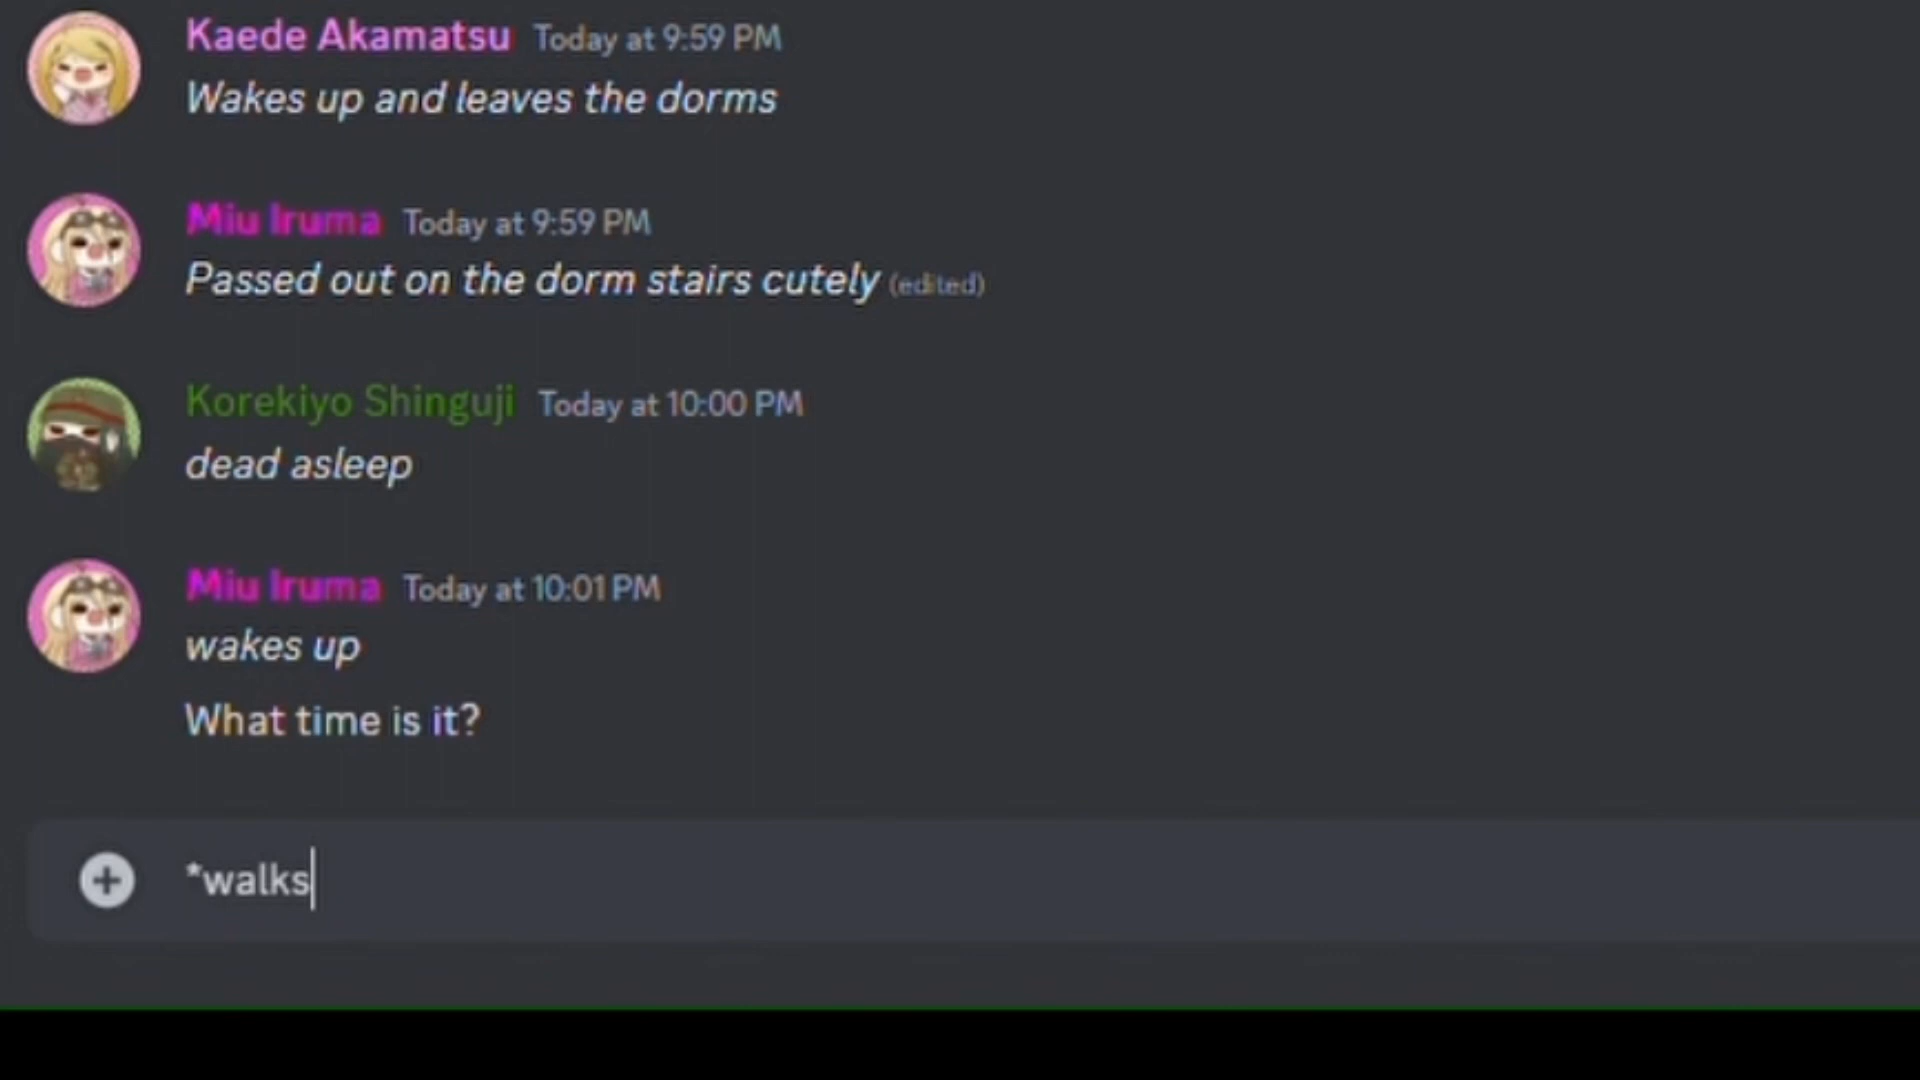 Kaede Akamatsu Today at 9:59 PM
Wakes up and leaves the dorms
Miu Iruma Today at 9:59 PM
Passed out on the dorm stairs cutely (edited)
Korekiyo Shinguji Today at 10:00 PM
dead asleep
Miu Iruma Today at 10:01 PM
wakes up
What time is it?
*walks